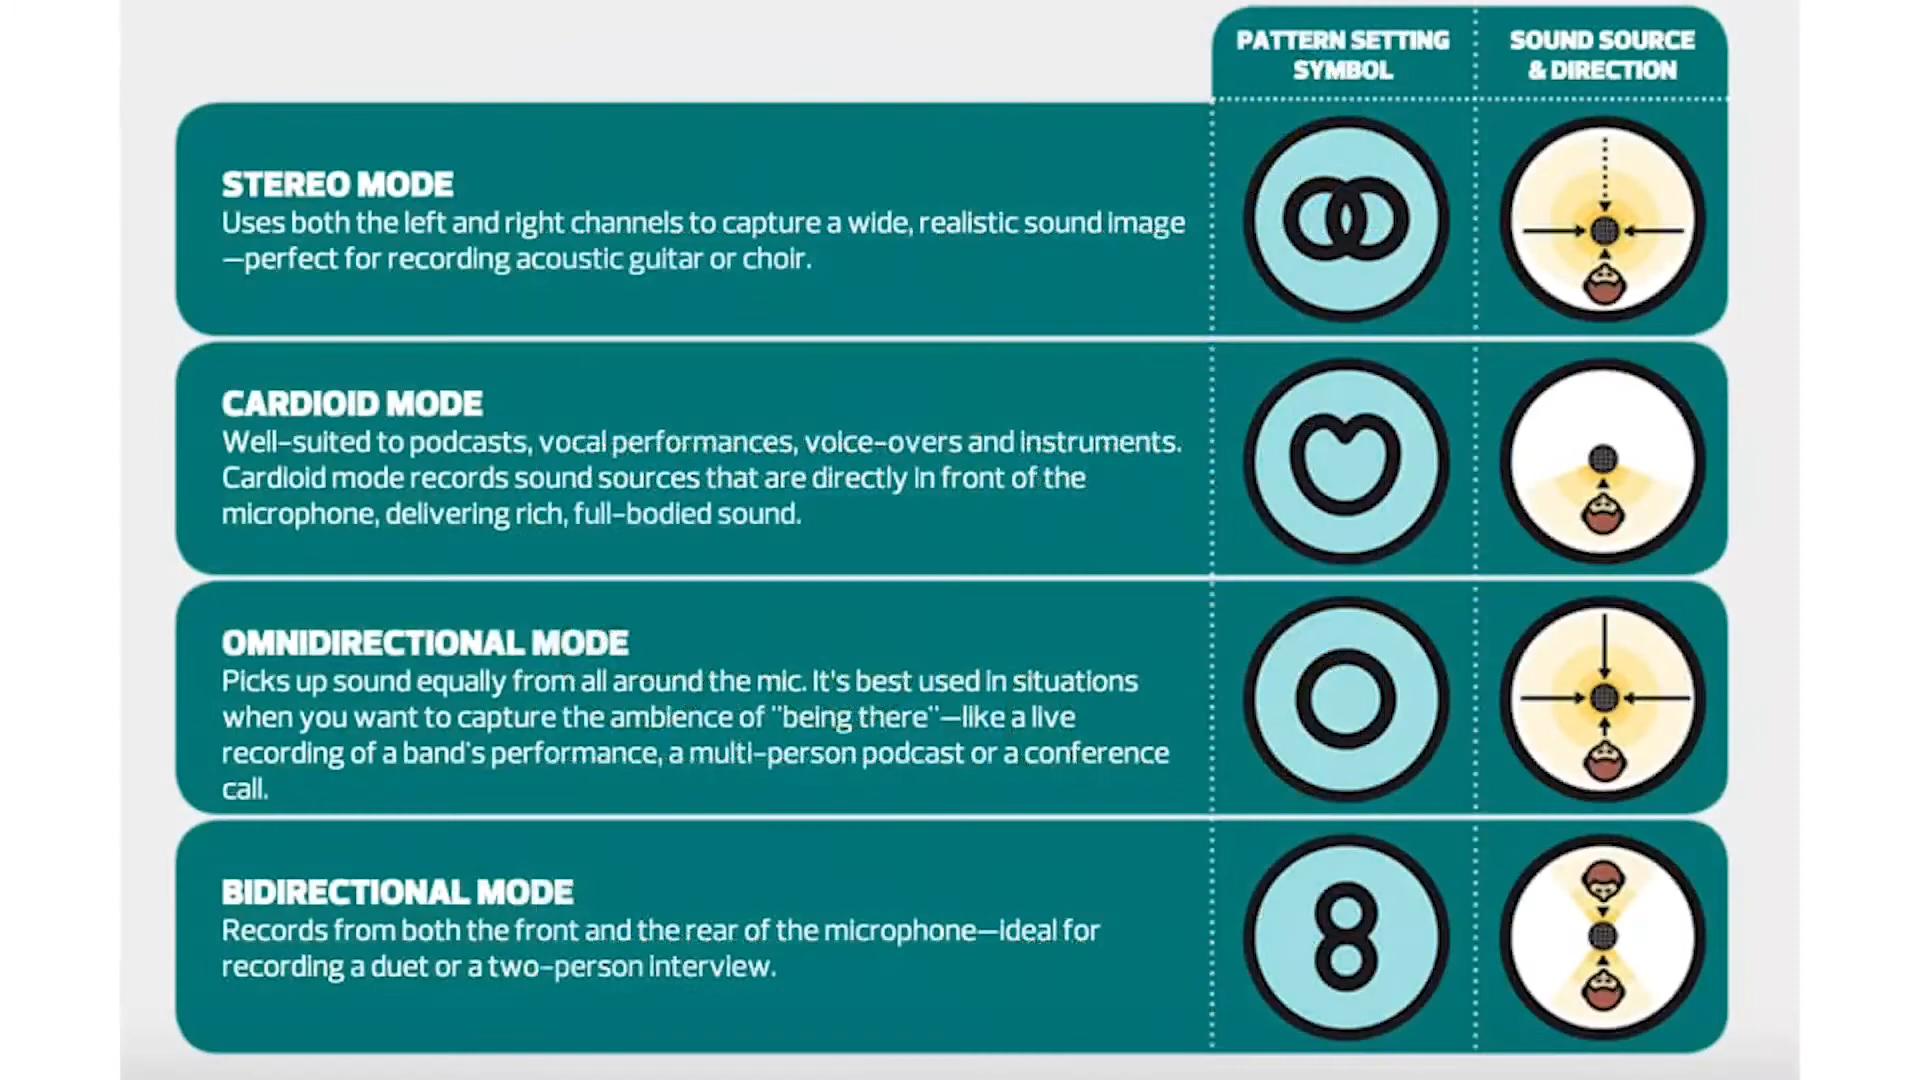 PATTERN SETTING
SYMBOL
SOUND SOURCE
& DIRECTION
STEREO MODE
Uses both the left and right channels to capture a wide, realistic sound image
—perfect for recording acoustic guitar or choir.
CARDIOID MODE
Well-suited to podcasts, vocal performances, voice-overs and instruments.
Cardioid mode records sound sources that are directly in front of the
microphone, delivering rich, full-bodied sound.
OMNIDIRECTIONAL MODE
Picks up sound equally from all around the mic. It's best used in situations
when you want to capture the ambience of "being there"—like a live
recording of a band's performance, a multi-person podcast or a conference
call.
BIDIRECTIONAL MODE
Records from both the front and the rear of the microphone—ideal for
recording a duet or a two-person interview.